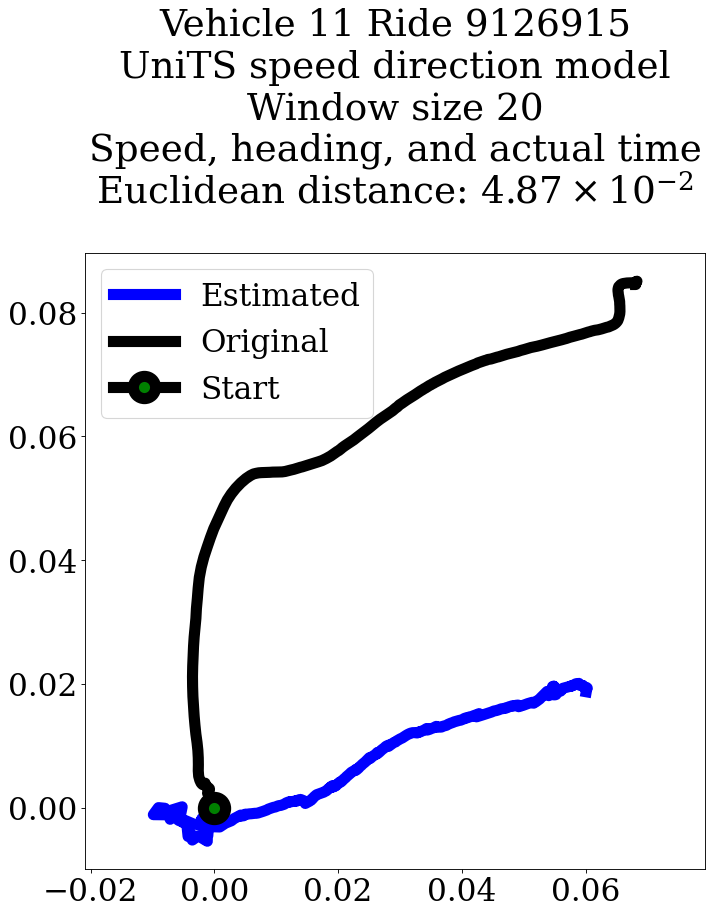 Vehicle 11 Ride 9126915
UniTS speed direction model
Window size 20
Speed, heading, and actual time
Euclidean distance: 4.87 × 10⁻²
Estimated
Original
Start
0.08
0.06
0.04
0.02
0.00
−0.02 0.00 0.02 0.04 0.06